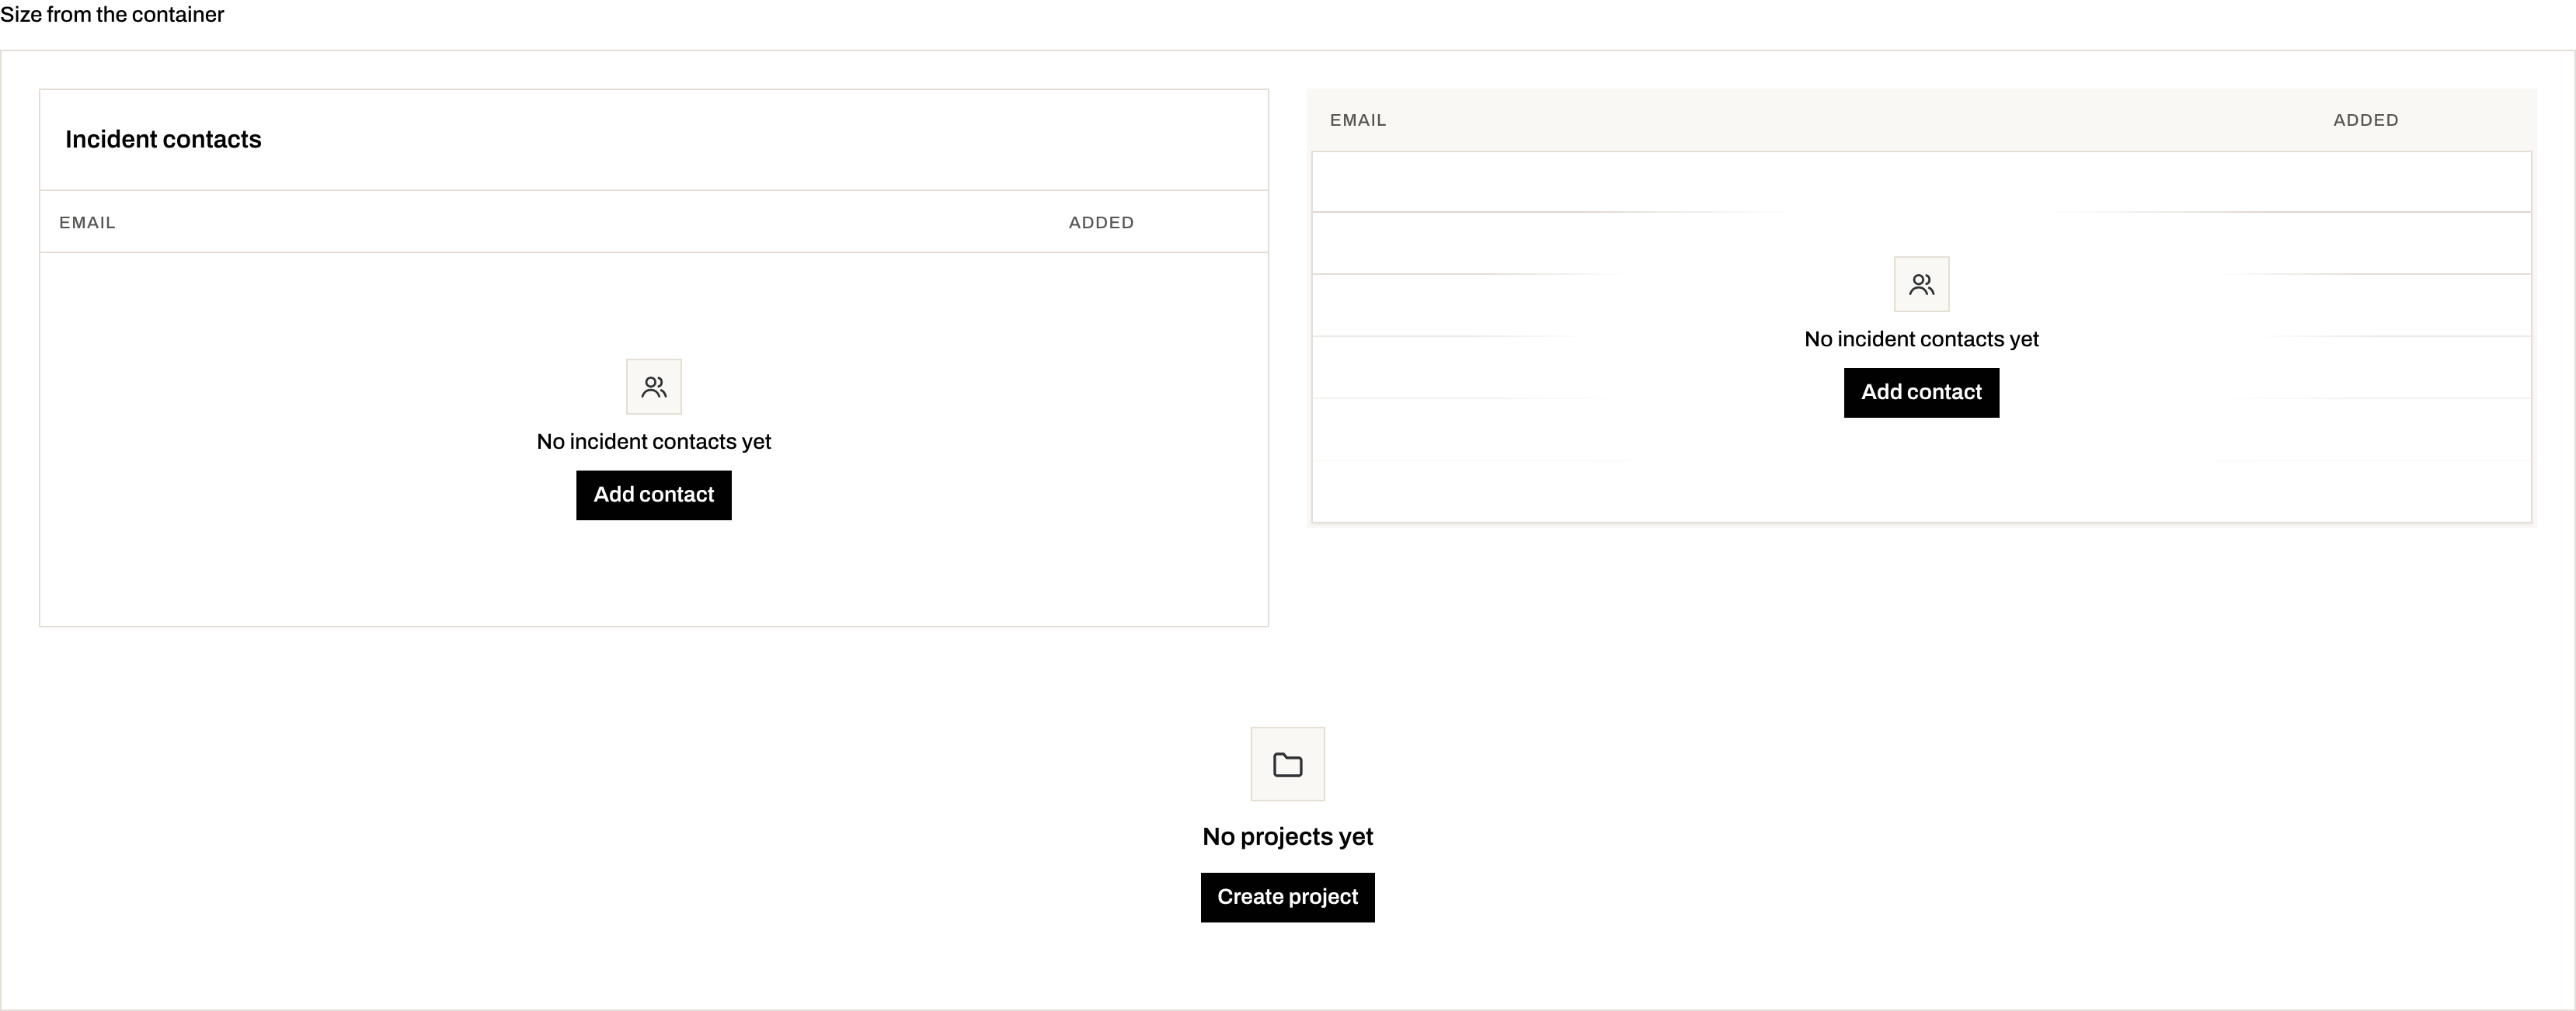 Size from the container
Incident contacts
EMAIL ADDED
No incident contacts yet
Add contact
EMAIL ADDED
No incident contacts yet
Add contact
No projects yet
Create project